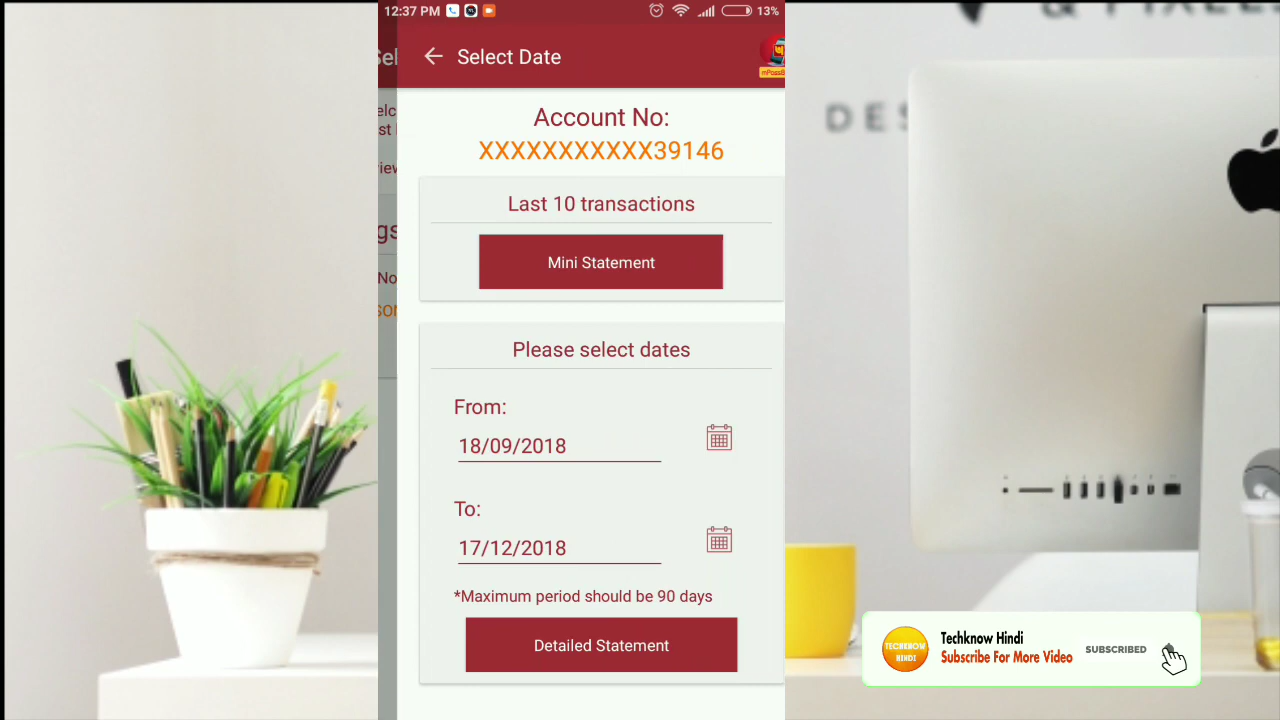 12:37 PM
13%
Select Date
Account No:
XXXXXXXXXXX39146
Last 10 transactions
Mini Statement
Please select dates
From:
18/09/2018
To:
17/12/2018
*Maximum period should be 90 days
Detailed Statement
TECHKNOW
HINDI
Techknow Hindi
Subscribe For More Video
SUBSCRIBED